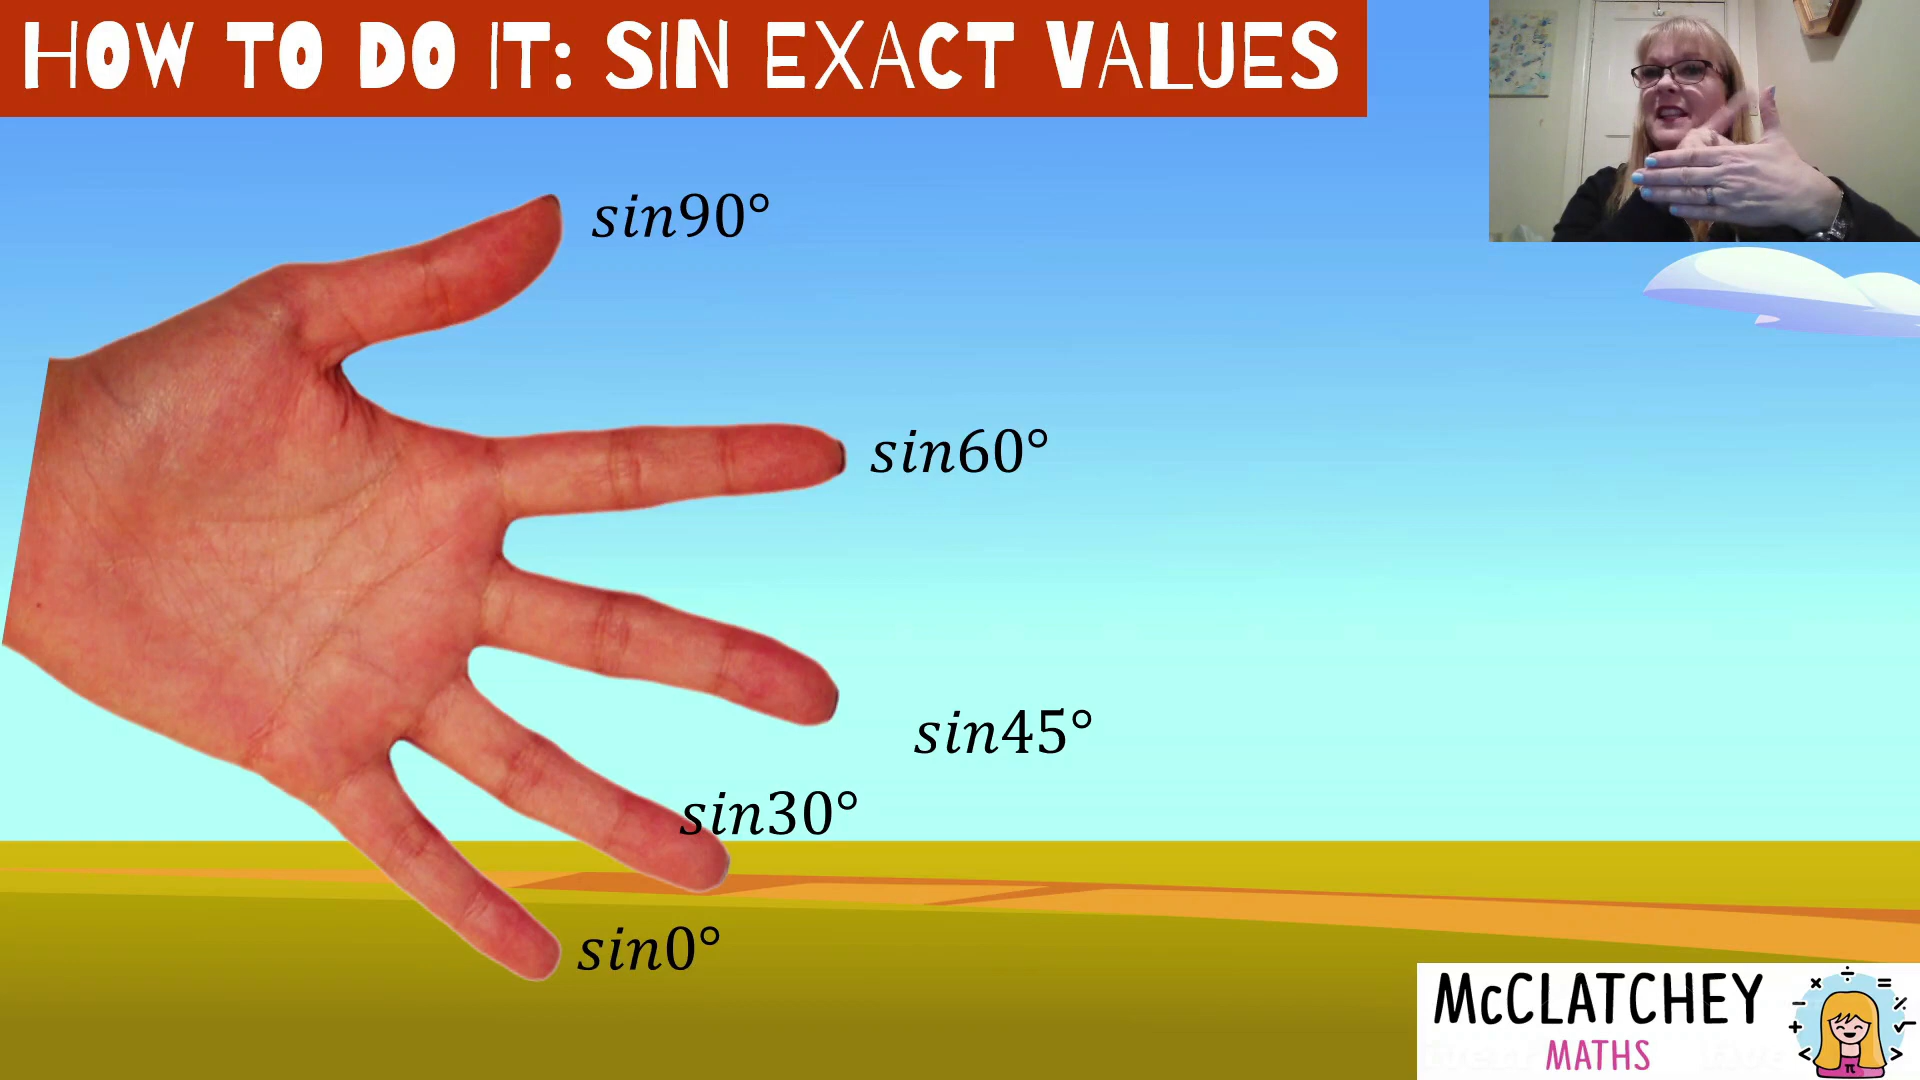 HOW TO DO IT: SIN EXACT VALUES
sin90°
sin60°
sin45°
sin30°
sin0°
McCLATCHEY
MATHS